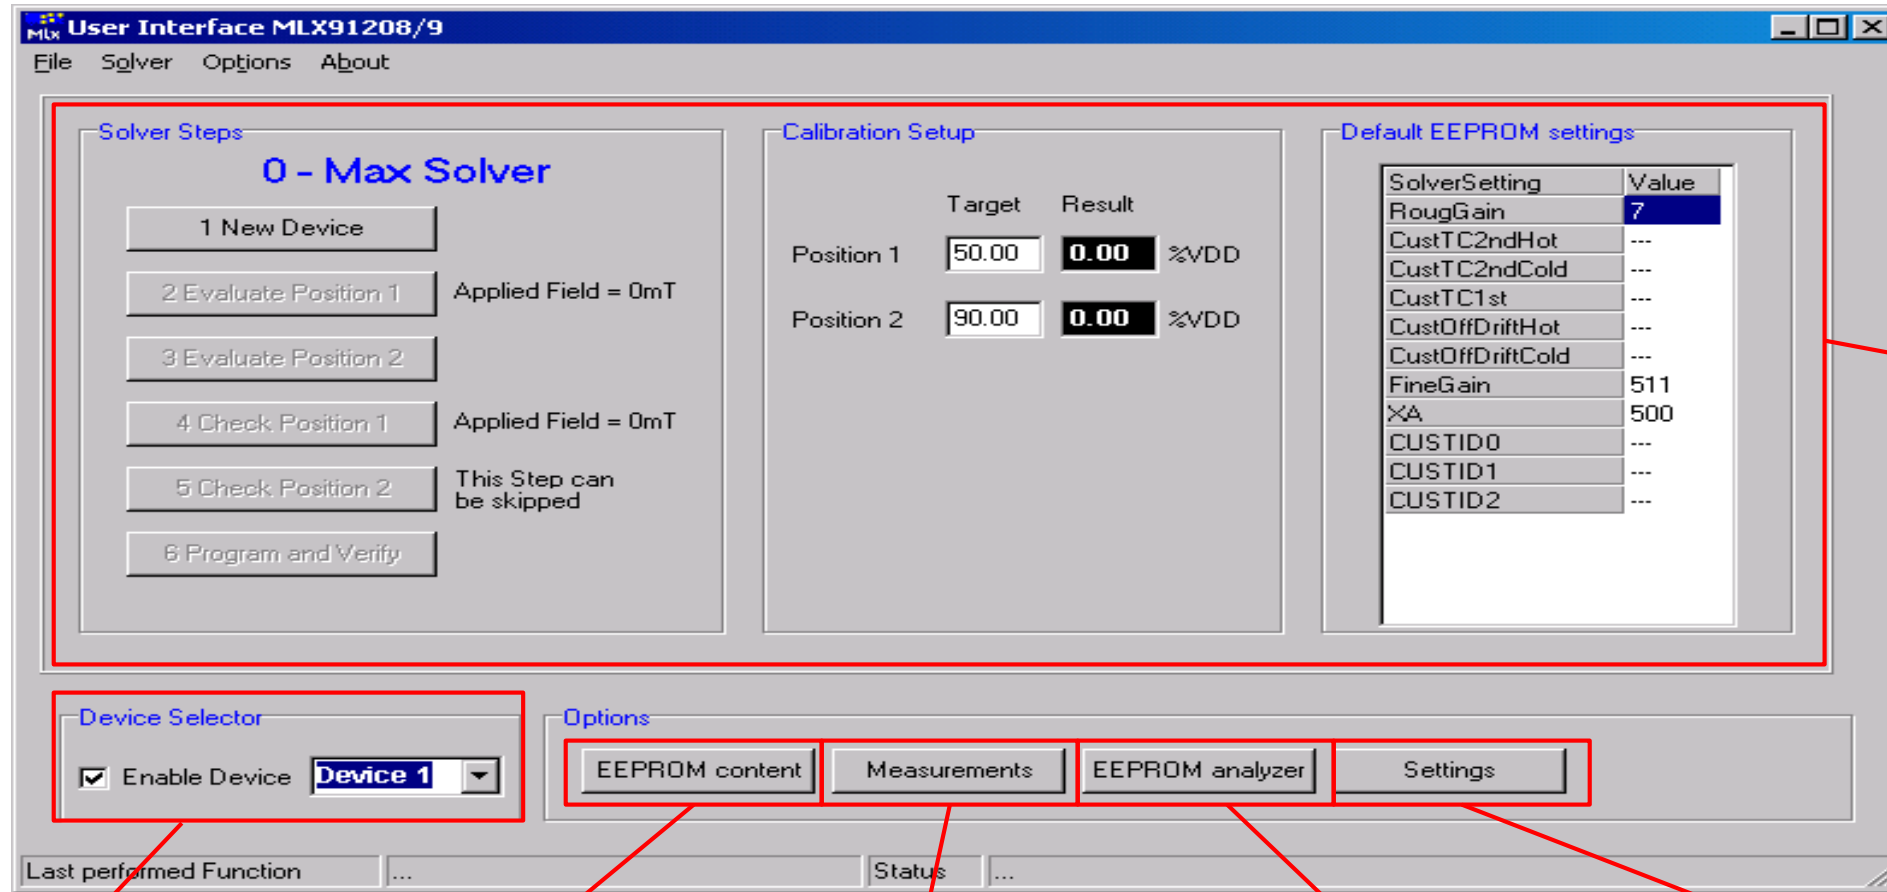 MLX User Interface MLX91208/9
File Solver Options About
Solver Steps
0 - Max Solver
1 New Device
2 Evaluate Position 1 Applied Field = 0mT
3 Evaluate Position 2
4 Check Position 1 Applied Field = 0mT
5 Check Position 2 This Step can
be skipped
6 Program and Verify
Calibration Setup
Target Result
Position 1 50.00 0.00 %VDD
Position 2 90.00 0.00 %VDD
Default EEPROM settings
SolverSetting Value
RougGain 7
CustTC2ndHot ---
CustTC2ndCold ---
CustTC1st ---
CustOffDriftHot ---
CustOffDriftCold ---
FineGain 511
XA 500
CUSTID0 ---
CUSTID1 ---
CUSTID2 ---
Device Selector
Enable Device Device 1
Options
EEPROM content Measurements EEPROM analyzer Settings
Last performed Function ... Status ...